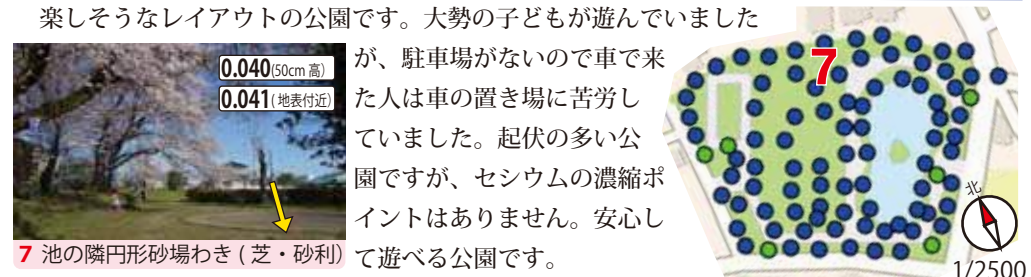 楽しそうなレイアウトの公園です。大勢の子どもが遊んでいました
が、駐車場がないので車で来
た人は車の置き場に苦労し
ていました。起伏の多い公
園ですが、セシウムの濃縮ポ
イントはありません。安心し
て遊べる公園です。
0.040(50cm 高)
0.041(地表付近)
7 池の隣円形砂場わき(芝・砂利)
7
北
1/2500